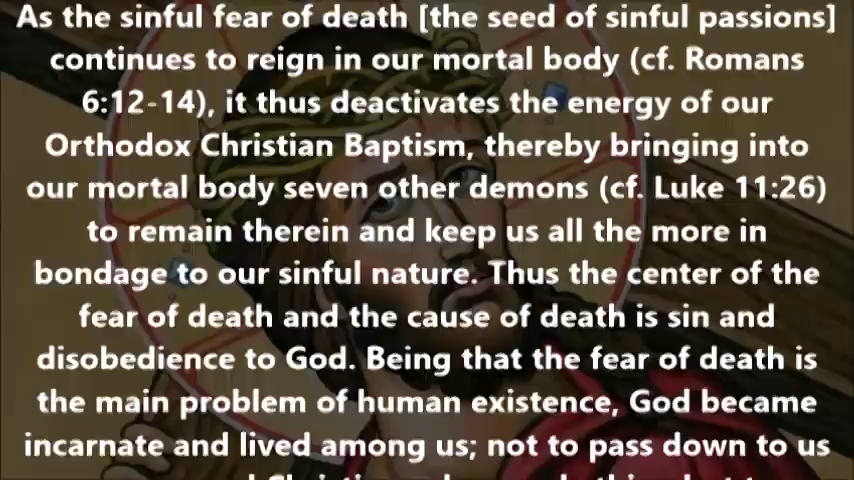 As the sinful fear of death [the seed of sinful passions]
continues to reign in our mortal body (cf. Romans
6:12-14), it thus deactivates the energy of our
Orthodox Christian Baptism, thereby bringing into
our mortal body seven other demons (cf. Luke 11:26)
to remain therein and keep us all the more in
bondage to our sinful nature. Thus the center of the
fear of death and the cause of death is sin and
disobedience to God. Being that the fear of death is
the main problem of human existence, God became
incarnate and lived among us; not to pass down to us